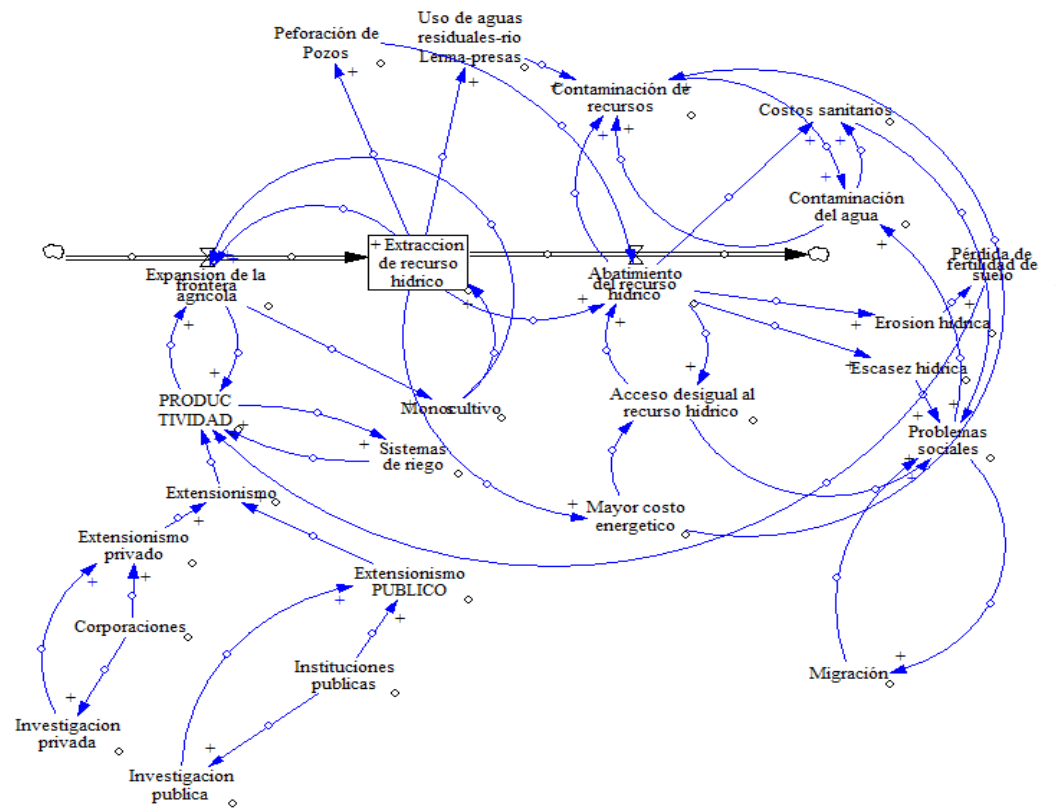 Peforación de
Pozos
Uso de aguas
residuales-rio
Lerma-presas
Contaminación de
recursos
Costos sanitarios
Contaminación
del agua
Pérdida de
fertilidad de
suelo
+ Extraccion
de recurso
hidrico
Expansion de la
frontera
agricola
Abatimiento
del recurso
hidrico
Erosion hidrica
Escasez hidrica
PRODUC
TIVIDAD
Monoscultivo
Acceso desigual al
recurso hidrico
Problemas
sociales
Sistemas
de riego
Extensionismo
Mayor costo
energetico
Extensionismo
privado
Extensionismo
PUBLICO
Corporaciones
Instituciones
publicas
Migración
Investigacion
privada
Investigacion
publica